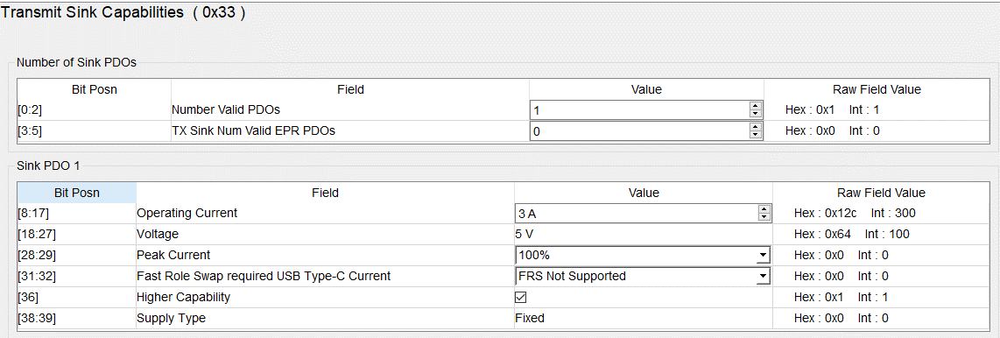 Transmit Sink Capabilities ( 0x33 )
Number of Sink PDOs
Bit Posn Field Value Raw Field Value
[0:2] Number Valid PDOs 1 Hex : 0x1 Int : 1
[3:5] TX Sink Num Valid EPR PDOs 0 Hex : 0x0 Int : 0
Sink PDO 1
Bit Posn Field Value Raw Field Value
[8:17] Operating Current 3 A Hex : 0x12c Int : 300
[18:27] Voltage 5 V Hex : 0x64 Int : 100
[28:29] Peak Current 100% Hex : 0x0 Int : 0
[31:32] Fast Role Swap required USB Type-C Current FRS Not Supported Hex : 0x0 Int : 0
[36] Higher Capability Hex : 0x1 Int : 1
[38:39] Supply Type Fixed Hex : 0x0 Int : 0